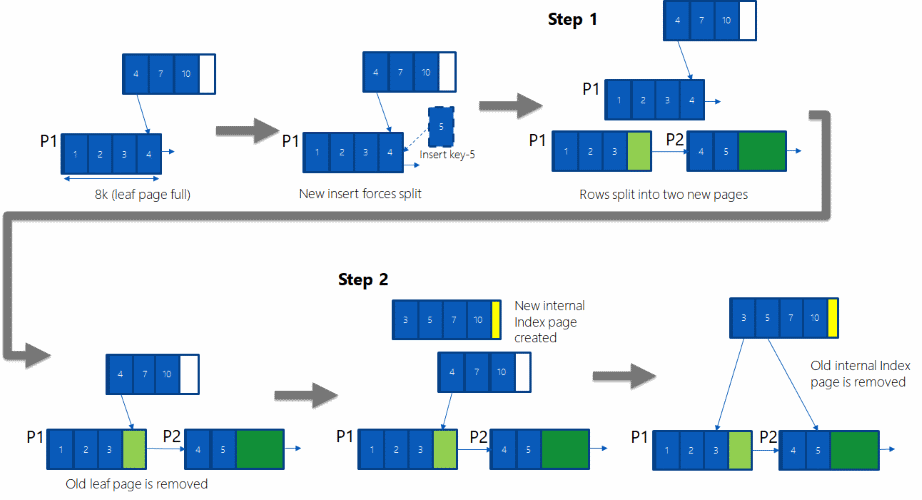 Step 1
4 7 10
P1
1 2 3 4
8k (leaf page full)
4 7 10
P1
1 2 3 4
5
Insert key-5
New insert forces split
4 7 10
P1
1 2 3 4
P1
1 2 3
P2
4 5
Rows split into two new pages
Step 2
4 7 10
P1
1 2 3
P2
4 5
Old leaf page is removed
3 5 7 10
New internal
Index page
created
4 7 10
P1
1 2 3
P2
4 5
3 5 7 10
Old internal Index
page is removed
P1
1 2 3
P2
4 5